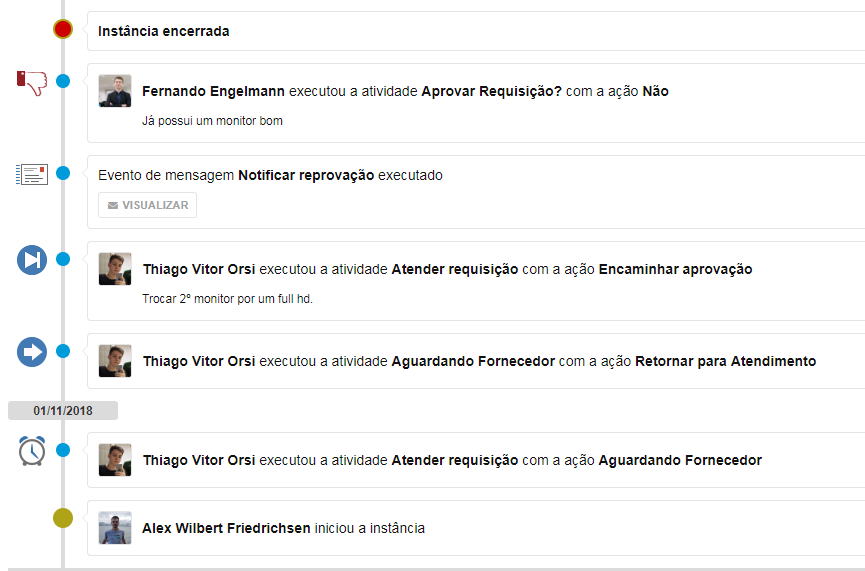 Instância encerrada
Fernando Engelmann executou a atividade Aprovar Requisição? com a ação Não
Já possui um monitor bom
Evento de mensagem Notificar reprovação executado
VISUALIZAR
Thiago Vitor Orsi executou a atividade Atender requisição com a ação Encaminhar aprovação
Trocar 2º monitor por um full hd.
Thiago Vitor Orsi executou a atividade Aguardando Fornecedor com a ação Retornar para Atendimento
01/11/2018
Thiago Vitor Orsi executou a atividade Atender requisição com a ação Aguardando Fornecedor
Alex Wilbert Friedrichsen iniciou a instância